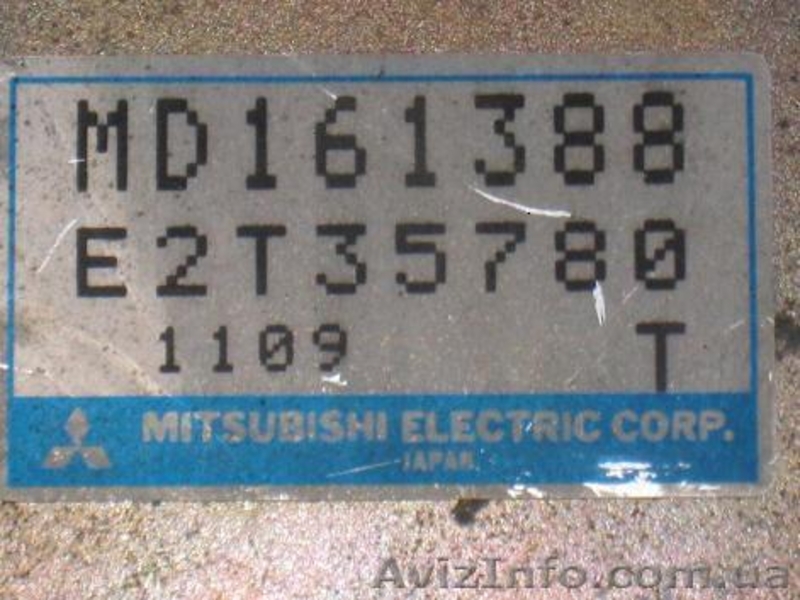 MD161388
E2T35780
1109 T
MITSUBISHI ELECTRIC CORP.
JAPAN
AvizInfo.com.ua